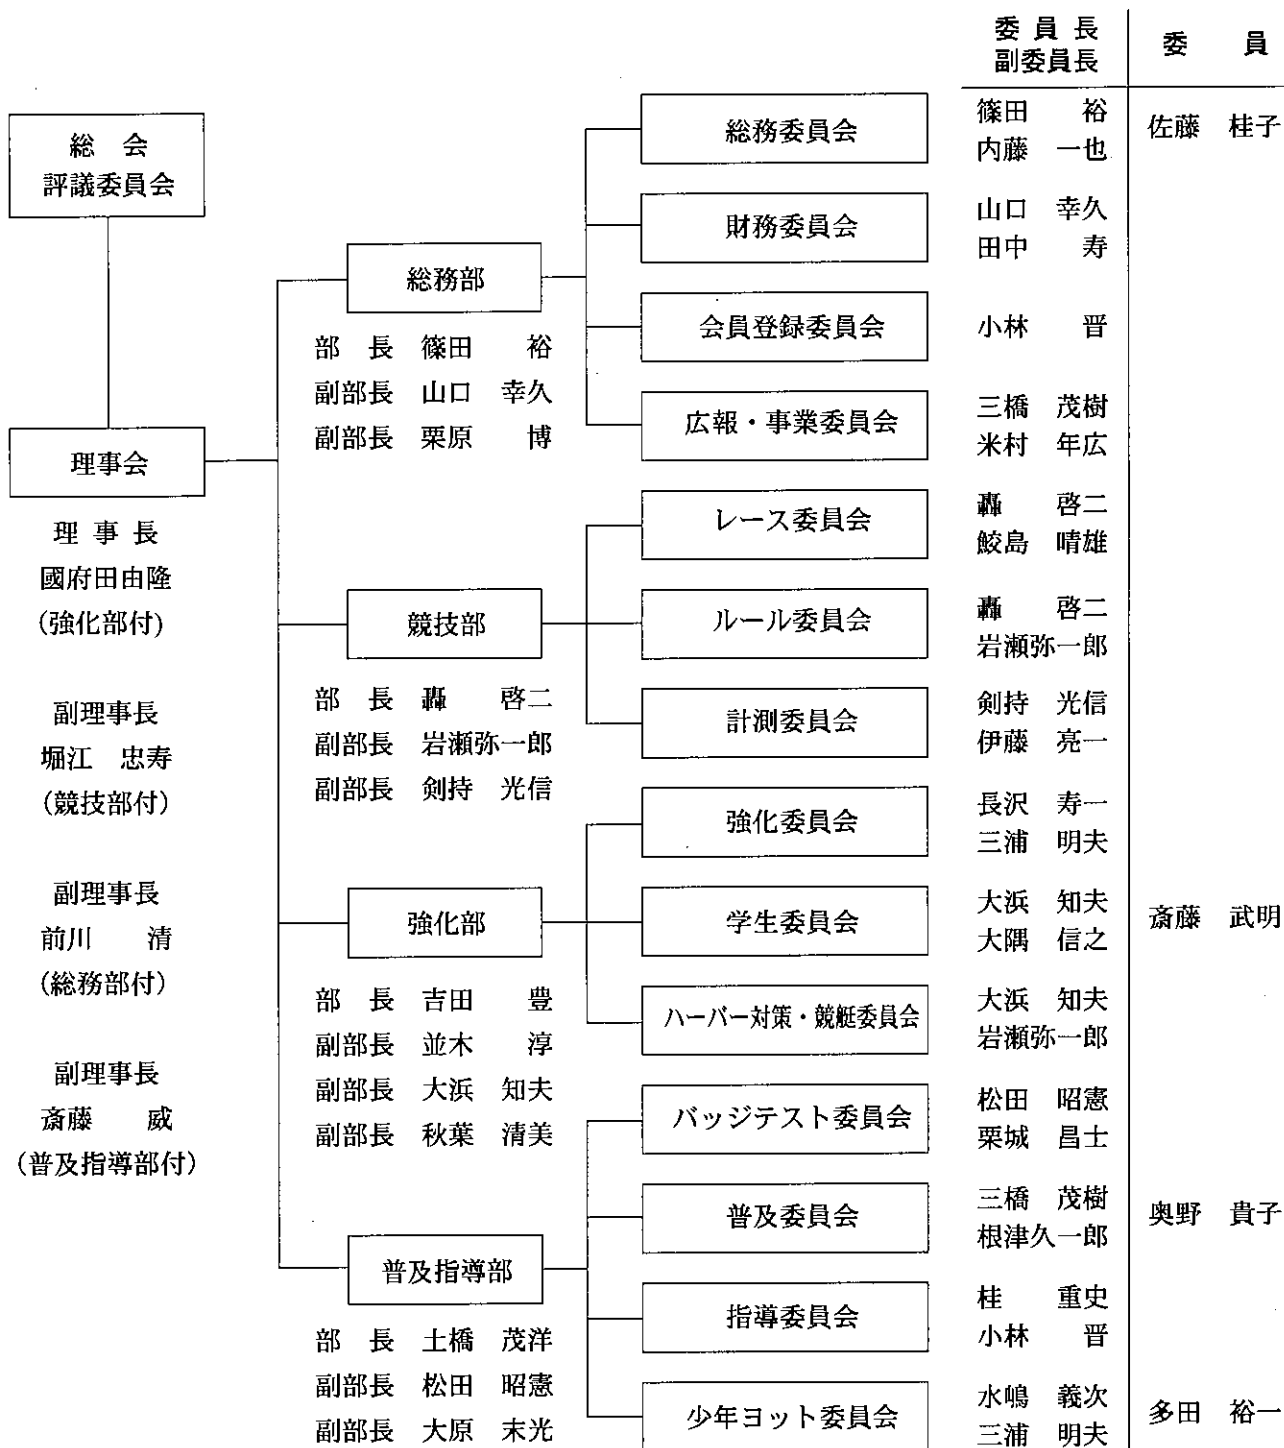 委員長
副委員長
委　員
総　会
評議委員会
理事会
理 事 長
國府田由隆
(強化部付)
副理事長
堀江　忠寿
(競技部付)
副理事長
前川　　清
(総務部付)
副理事長
斎藤　　威
(普及指導部付)
総務部
部　長　篠田　　裕
副部長　山口　幸久
副部長　栗原　　博
総務委員会
篠田　　裕
内藤　一也
佐藤　桂子
財務委員会
山口　幸久
田中　　寿
会員登録委員会
小林　　晋
広報・事業委員会
三橋　茂樹
米村　年広
競技部
部　長　轟　　啓二
副部長　岩瀬弥一郎
副部長　剣持　光信
レース委員会
轟　　啓二
鮫島　晴雄
ルール委員会
轟　　啓二
岩瀬弥一郎
計測委員会
剣持　光信
伊藤　亮一
強化部
部　長　吉田　　豊
副部長　並木　　淳
副部長　大浜　知夫
副部長　秋葉　清美
強化委員会
長沢　寿一
三浦　明夫
学生委員会
大浜　知夫
大隅　信之
斎藤　武明
ハーバー対策・競艇委員会
大浜　知夫
岩瀬弥一郎
普及指導部
部　長　土橋　茂洋
副部長　松田　昭憲
副部長　大原　末光
バッジテスト委員会
松田　昭憲
栗城　昌士
普及委員会
三橋　茂樹
根津久一郎
奥野　貴子
指導委員会
桂　　重史
小林　　晋
少年ヨット委員会
水嶋　義次
三浦　明夫
多田　裕一